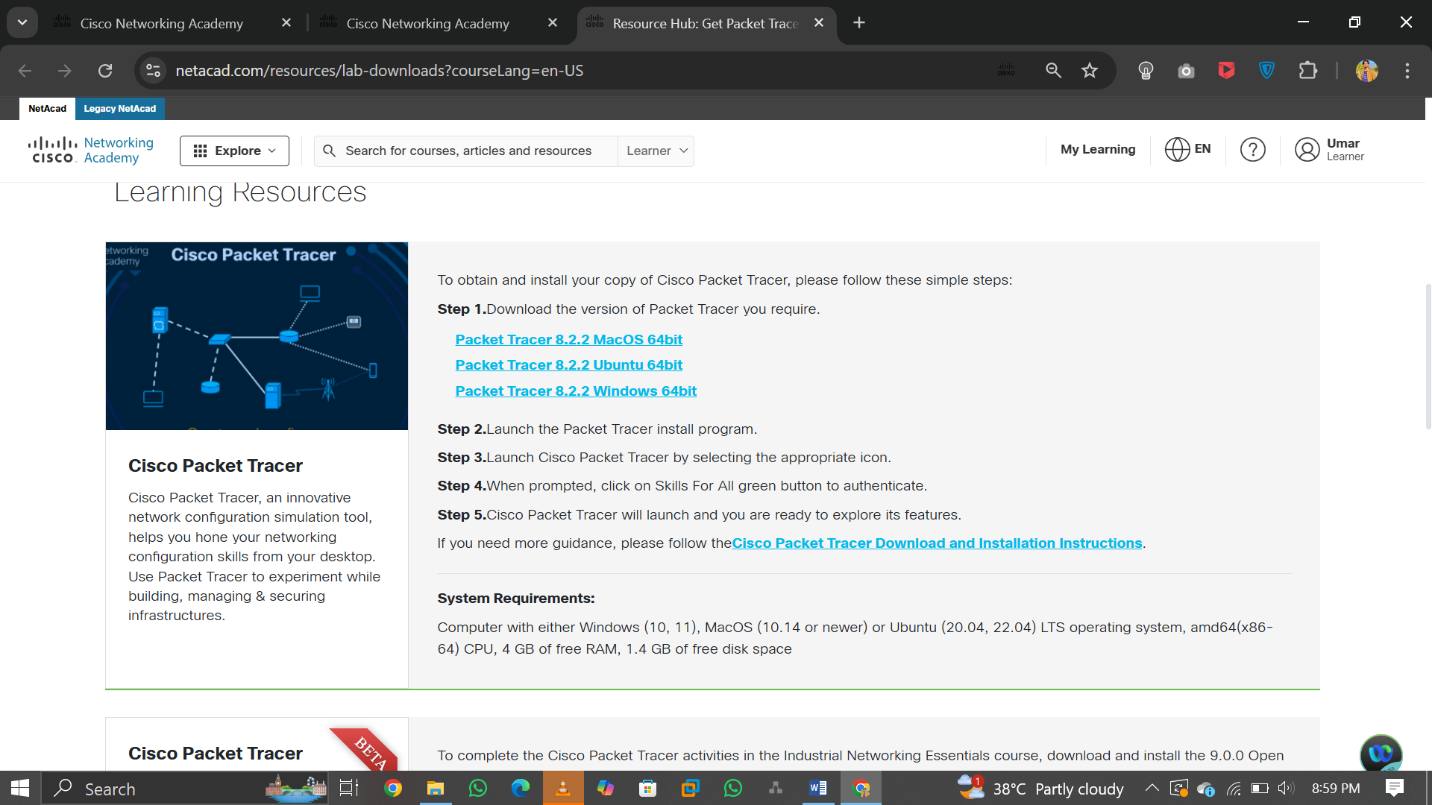 Cisco Networking Academy
Cisco Networking Academy
Resource Hub: Get Packet Trace
netacad.com/resources/lab-downloads?courseLang=en-US
NetAcad
Legacy NetAcad
CISCO
Networking
Academy
Explore
Search for courses, articles and resources
Learner
My Learning
EN
Umar
Learner
Learning Resources
etworking
cademy
Cisco Packet Tracer
Cisco Packet Tracer
Cisco Packet Tracer, an innovative
network configuration simulation tool,
helps you hone your networking
configuration skills from your desktop.
Use Packet Tracer to experiment while
building, managing & securing
infrastructures.
To obtain and install your copy of Cisco Packet Tracer, please follow these simple steps:
Step 1.Download the version of Packet Tracer you require.
Packet Tracer 8.2.2 MacOS 64bit
Packet Tracer 8.2.2 Ubuntu 64bit
Packet Tracer 8.2.2 Windows 64bit
Step 2.Launch the Packet Tracer install program.
Step 3.Launch Cisco Packet Tracer by selecting the appropriate icon.
Step 4.When prompted, click on Skills For All green button to authenticate.
Step 5.Cisco Packet Tracer will launch and you are ready to explore its features.
If you need more guidance, please follow theCisco Packet Tracer Download and Installation Instructions.
System Requirements:
Computer with either Windows (10, 11), MacOS (10.14 or newer) or Ubuntu (20.04, 22.04) LTS operating system, amd64(x86-
64) CPU, 4 GB of free RAM, 1.4 GB of free disk space
Cisco Packet Tracer
BETA
To complete the Cisco Packet Tracer activities in the Industrial Networking Essentials course, download and install the 9.0.0 Open
Search
1
38°C Partly cloudy
8:59 PM